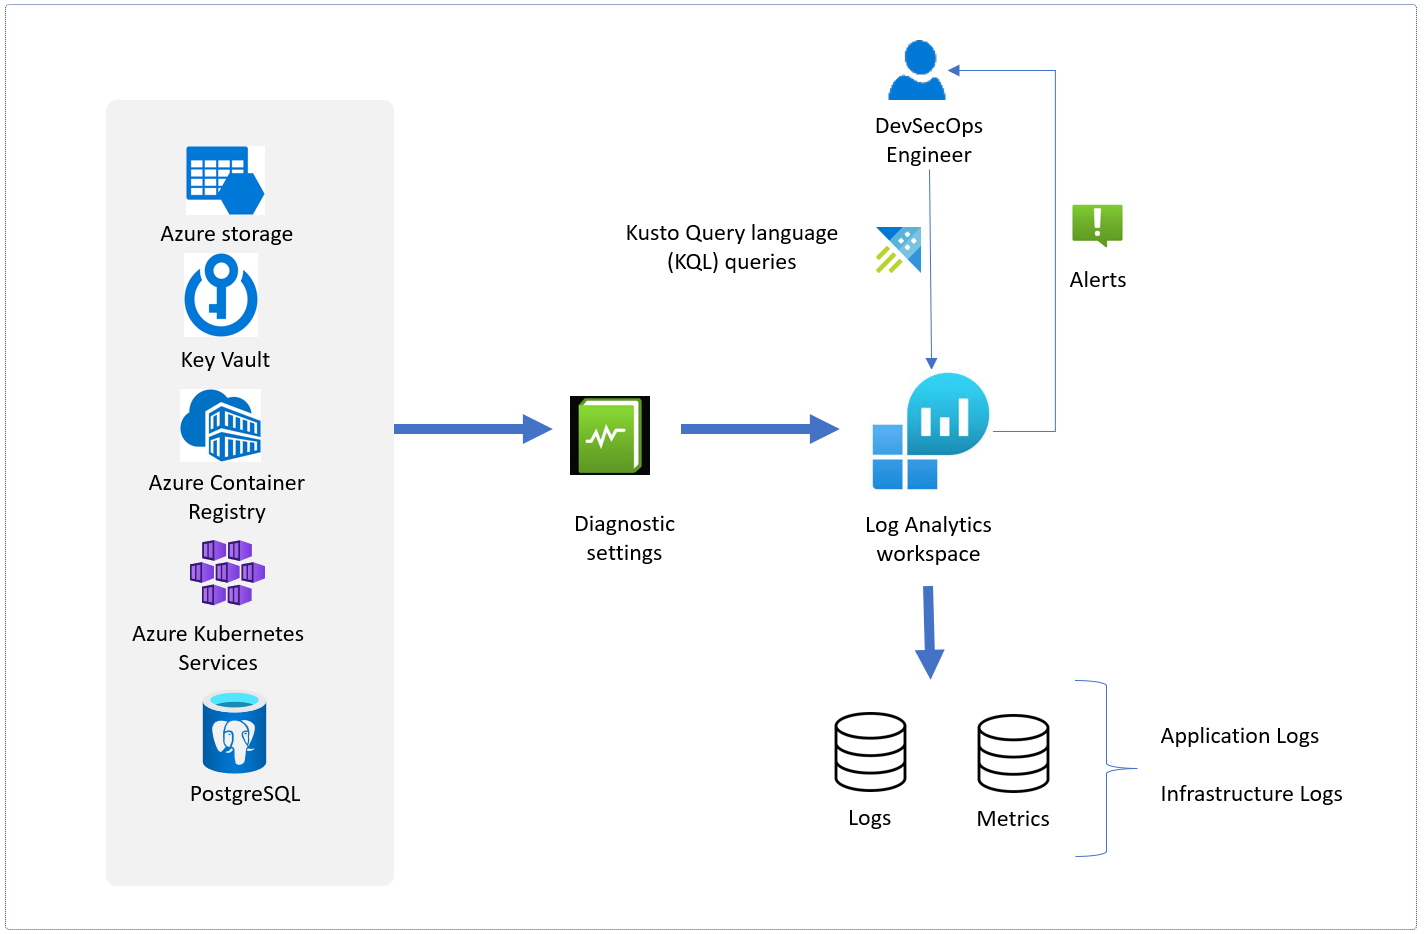 Azure storage
Key Vault
Azure Container
Registry
Azure Kubernetes
Services
PostgreSQL
Diagnostic
settings
DevSecOps
Engineer
Kusto Query language
(KQL) queries
Alerts
Log Analytics
workspace
Logs
Metrics
Application Logs
Infrastructure Logs